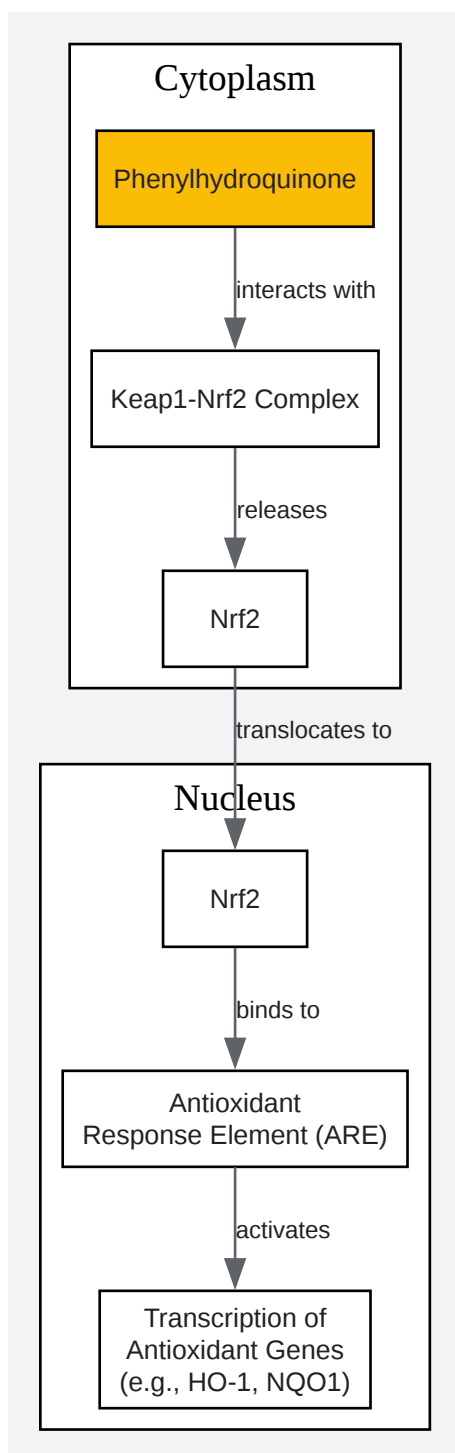 Cytoplasm
Phenylhydroquinone
interacts with
Keap1-Nrf2 Complex
releases
Nrf2
translocates to
Nucleus
Nrf2
binds to
Antioxidant
Response Element (ARE)
activates
Transcription of
Antioxidant Genes
(e.g., HO-1, NQO1)